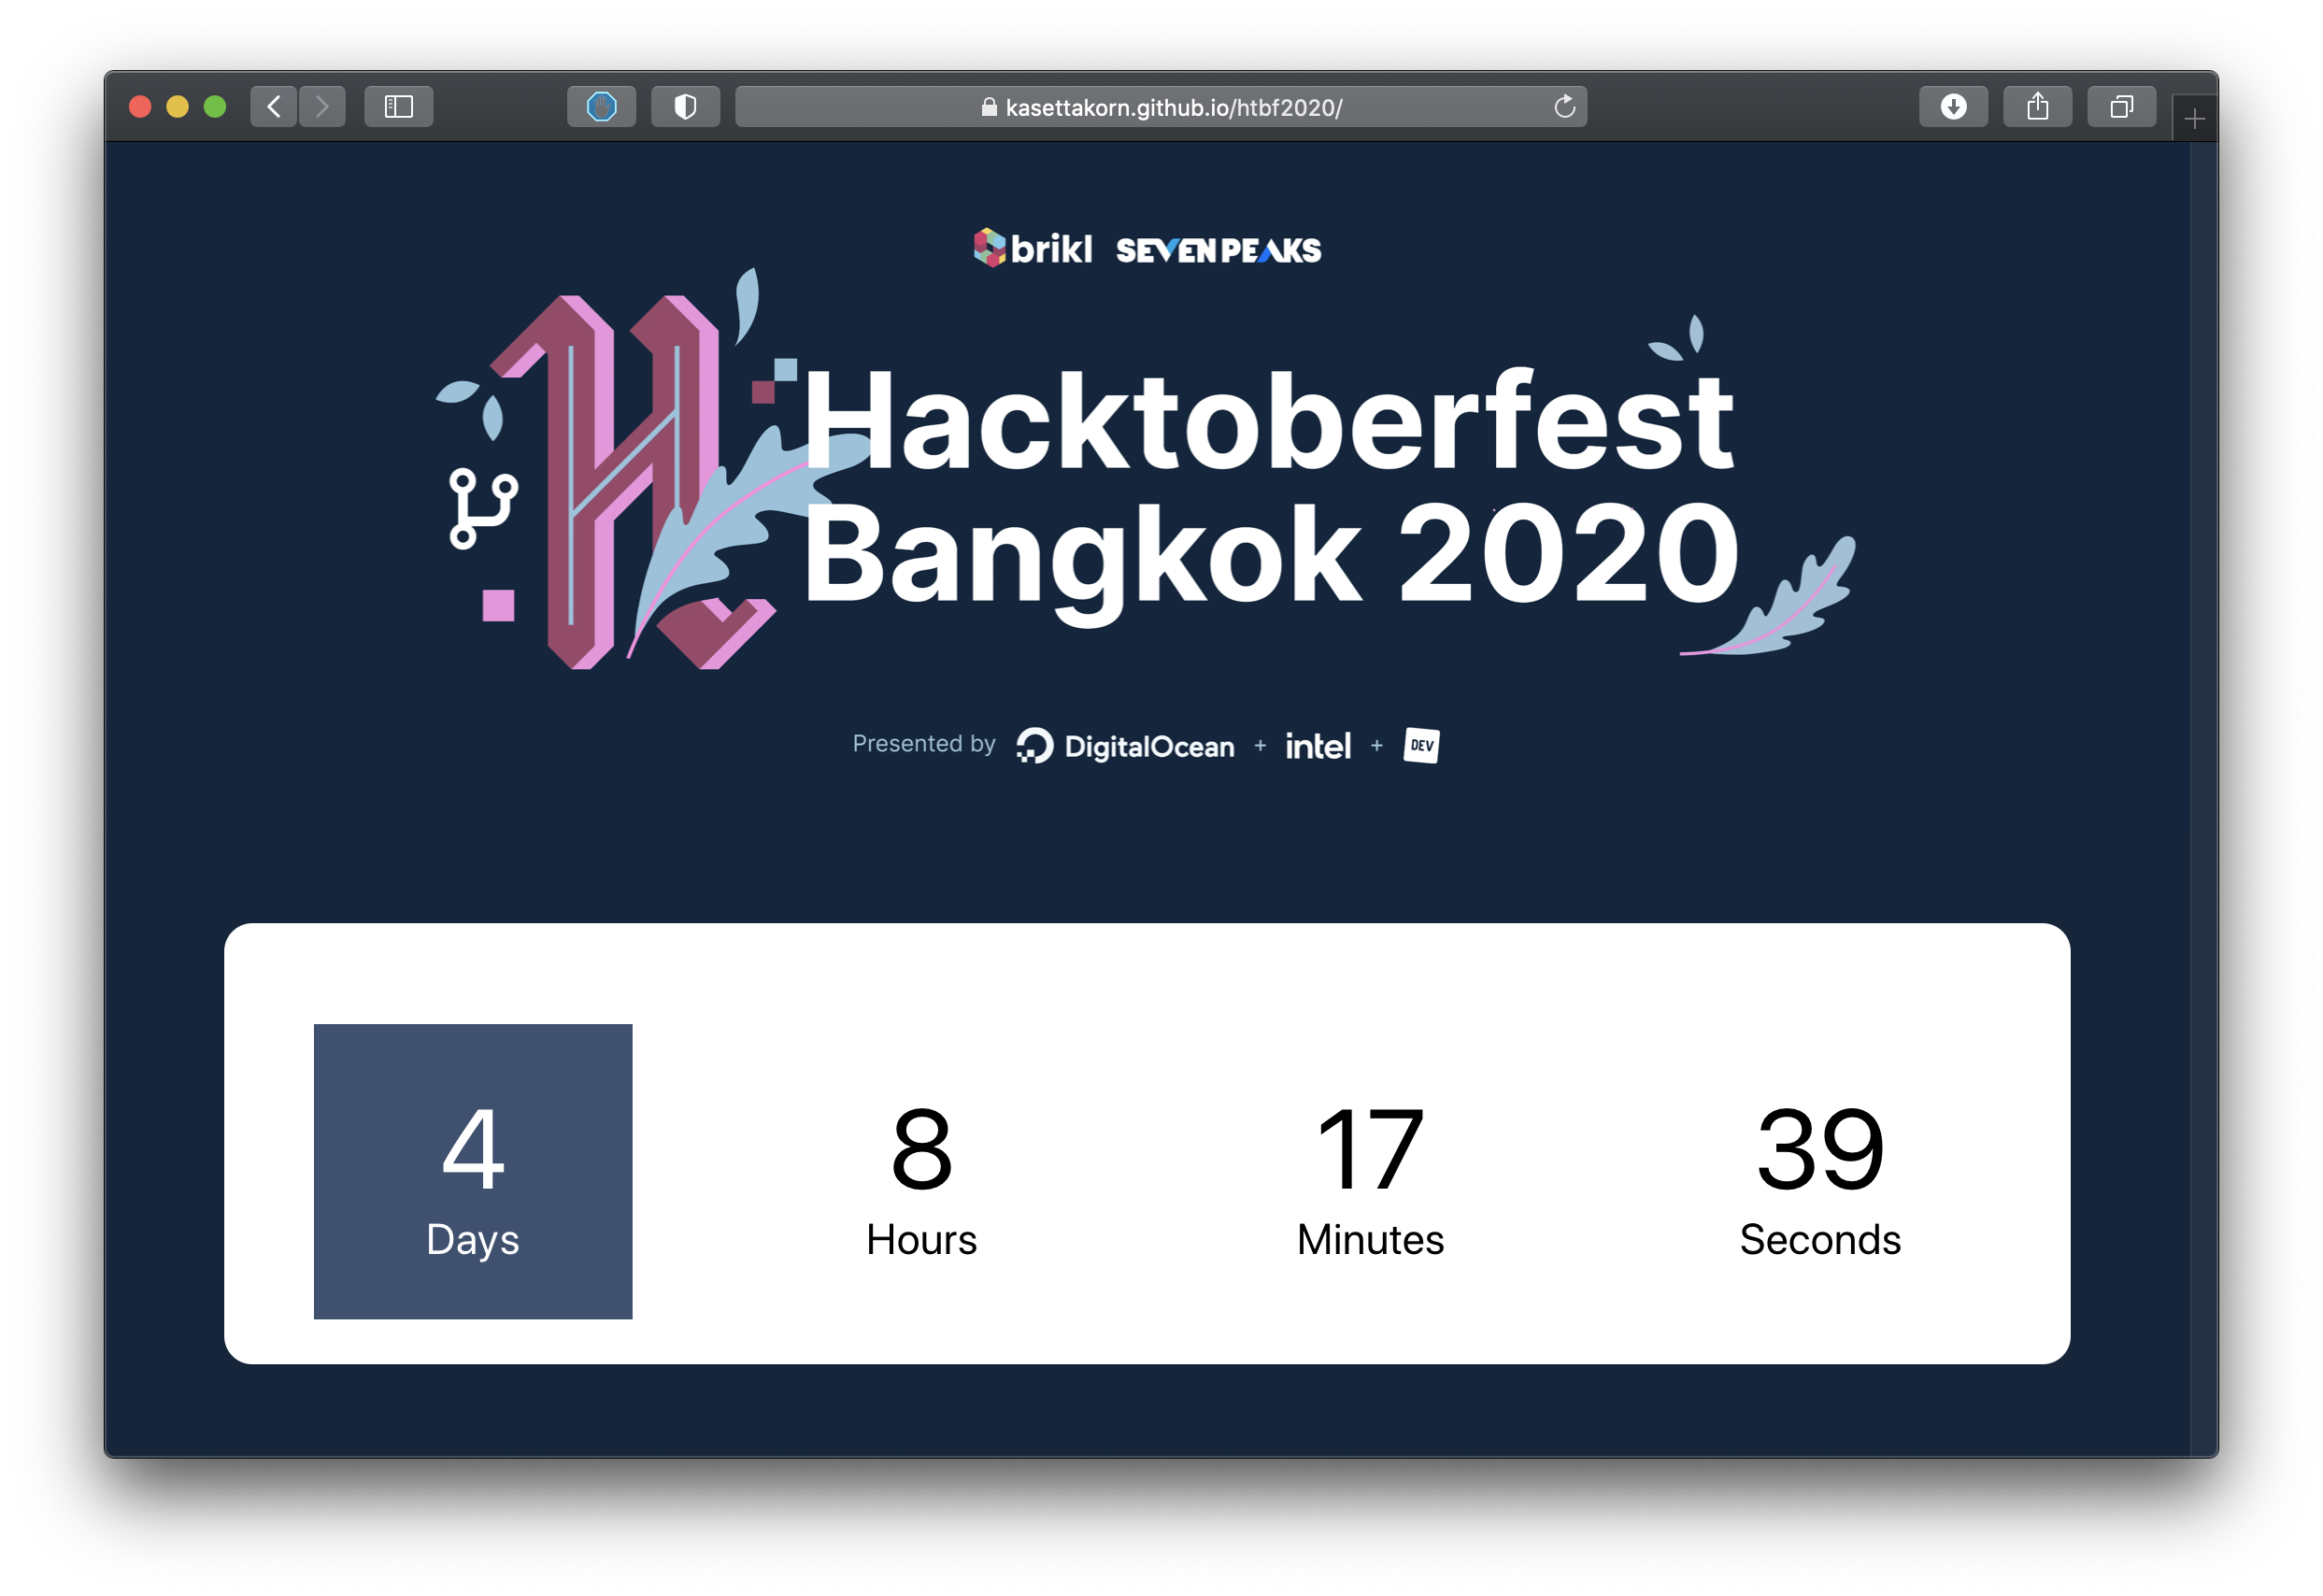 kasettakorn.github.io/htbf2020/
brikl SEVEN PEAKS
Hacktoberfest
Bangkok 2020
Presented by DigitalOcean + intel + DEV
4 8 17 39
Days Hours Minutes Seconds